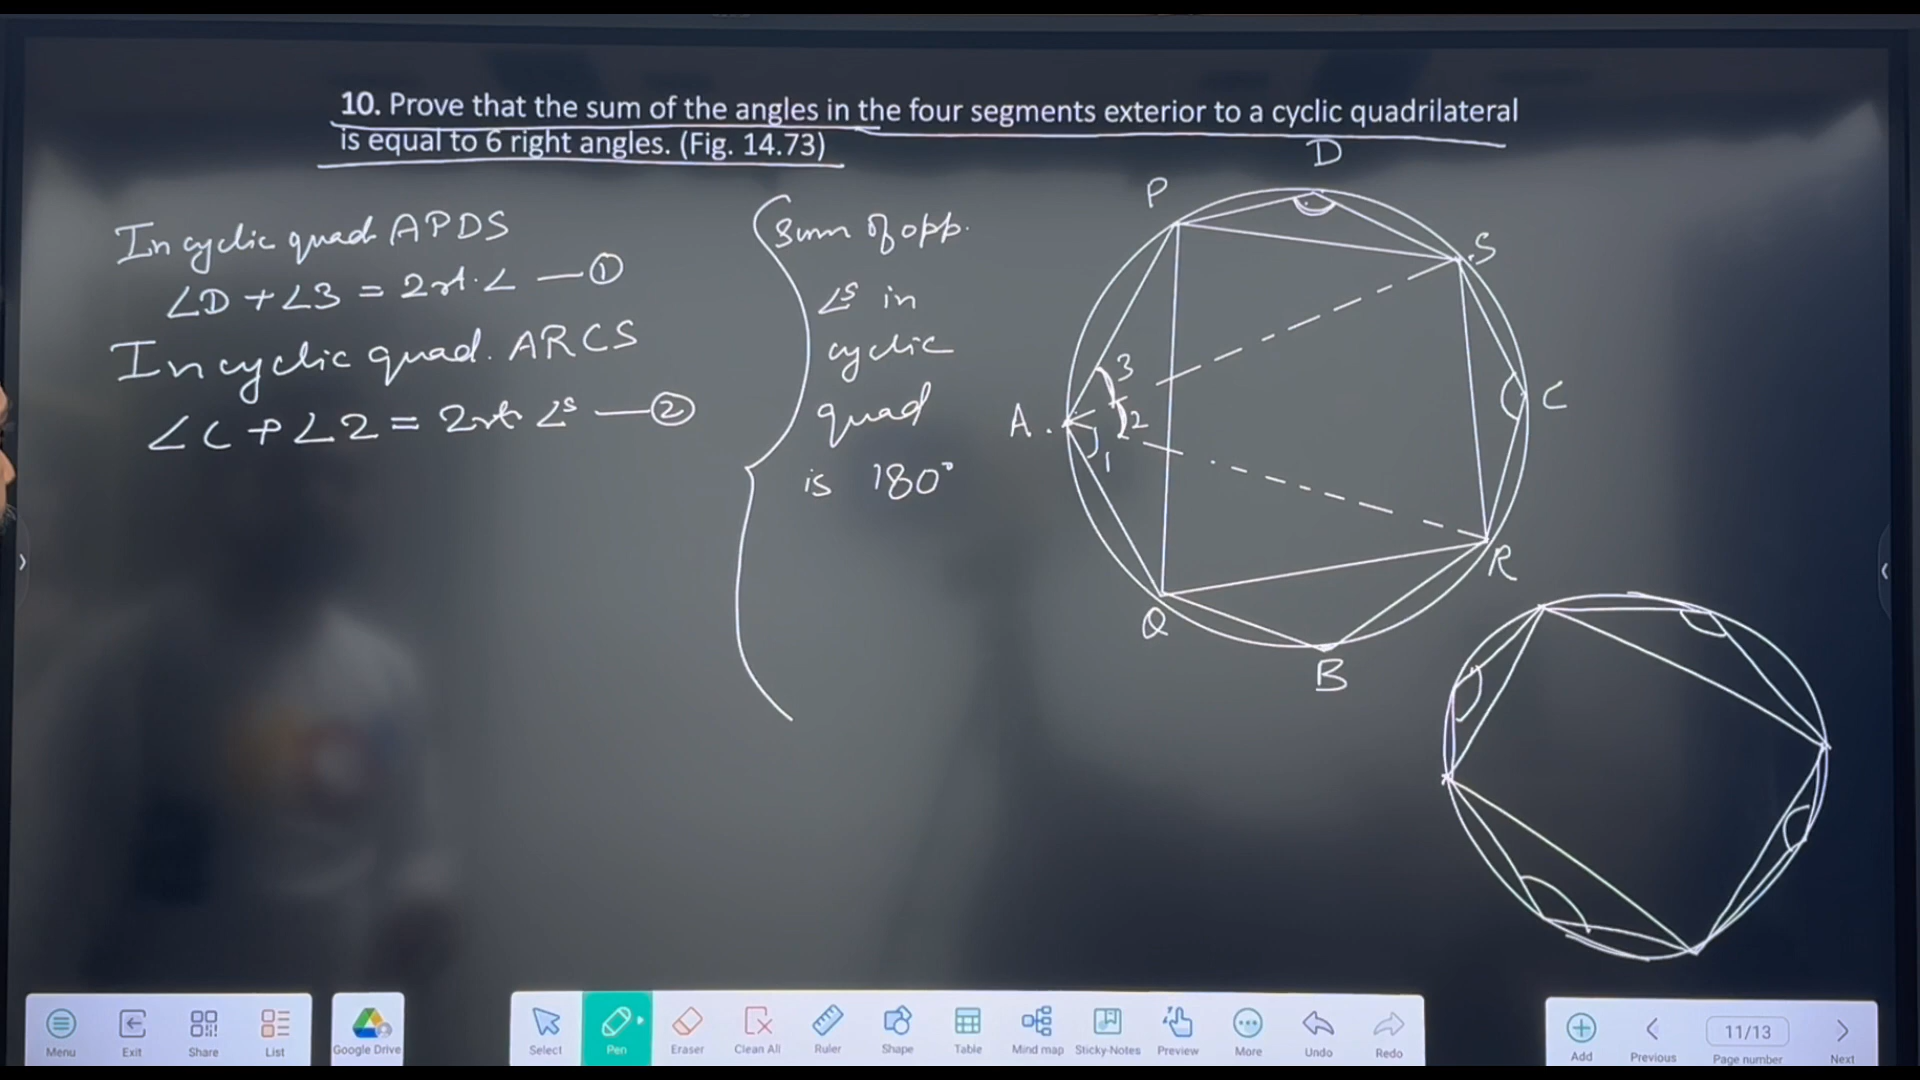 10. Prove that the sum of the angles in the four segments exterior to a cyclic quadrilateral
is equal to 6 right angles. (Fig. 14.73)
In cyclic quad. APDS
∠D + ∠3 = 2rt. ∠ — ①
In cyclic quad. ARCS
∠C + ∠2 = 2rt ∠s — ②
Sum of opp.
∠s in
cyclic
quad
is 180°
D
P
S
3
A
2
C
1
R
Q
B
Menu
Exit
Share
List
Google Drive
Select
Pen
Eraser
Clean All
Ruler
Shape
Table
Mind map
Sticky-Notes
Preview
More
Undo
Redo
Add
Previous
11/13
Page number
Next